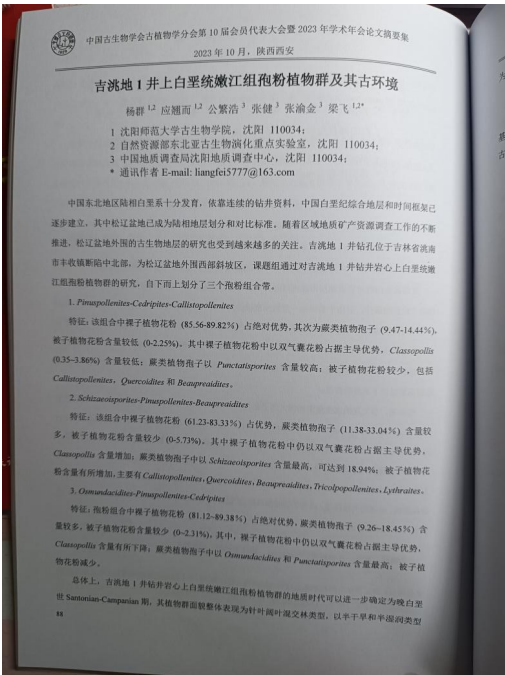 中国古生物学会古植物学分会第10届会员代表大会暨2023年学术年会论文摘要集
2023年10月，陕西西安
吉洮地1井上白垩统嫩江组孢粉植物群及其古环境
杨群 1,2 应翘而 1,2 公繁浩 3 张健 3 张渝金 3 梁飞 1,2*
1 沈阳师范大学古生物学院，沈阳 110034；
2 自然资源部东北亚古生物演化重点实验室，沈阳 110034；
3 中国地质调查局沈阳地质调查中心，沈阳 110034；
* 通讯作者 E-mail: liangfei5777@163.com
中国东北地区陆相白垩系十分发育，依靠连续的钻井资料，中国白垩纪综合地层和时间框架已
逐步建立，其中松辽盆地已成为陆相地层划分和对比标准。随着区域地质矿产资源调查工作的不断
推进，松辽盆地外围的古生物地层的研究也受到越来越多的关注。吉洮地1井钻孔位于吉林省洮南
市丰收镇断陷中北部，为松辽盆地外围西部斜坡区，课题组通过对吉洮地1井钻井岩心上白垩统嫩
江组孢粉植物群的研究，自下而上划分了三个孢粉组合带。
1. Pinuspollenites-Cedripites-Callistopollenites
特征：该组合中裸子植物花粉 (85.56-89.82%) 占绝对优势，其次为蕨类植物孢子 (9.47-14.44%)，
被子植物花粉含量较低 (0-2.25%)。其中裸子植物花粉中以双气囊花粉占据主导优势，Classopollis
(0.35–3.86%) 含量较低；蕨类植物孢子以 Punctatisporites 含量较高；被子植物花粉较少，包括
Callistopollenites，Quercoidites 和 Beaupreaidites。
2. Schizaeoisporites-Pinuspollenites-Beaupreaidites
特征：该组合中裸子植物花粉 (61.23-83.33%) 占优势，蕨类植物孢子 (11.38-33.04%) 含量较
多，被子植物花粉含量较少 (0-5.73%)。其中裸子植物花粉中仍以双气囊花粉占据主导优势，
Classopollis 含量增加；蕨类植物孢子中以 Schizaeoisporites 含量最高，可达到 18.94%；被子植物花
粉含量有所增加，主要有 Callistopollenites，Quercoidites，Beaupreaidites，Tricolpopollenites，Lythraites。
3. Osmundacidites-Pinuspollenites-Cedripites
特征：孢粉组合中裸子植物花粉 (81.12–89.38%) 占绝对优势，蕨类植物孢子 (9.26–18.45%) 含
量较多，被子植物花粉含量较少 (0~2.31%)。其中，裸子植物花粉中仍以双气囊花粉占据主导优势，
Classopollis 含量有所下降；蕨类植物孢子中以 Osmundacidites 和 Punctatisporites 含量最高；被子植
物花粉减少。
总体上，吉洮地1井钻井岩心上白垩统嫩江组孢粉植物群的地质时代可以进一步确定为晚白垩
世 Santonian-Campanian 期，其植物群面貌整体表现为针叶阔叶混交林类型，以半干旱和半湿润类型
88